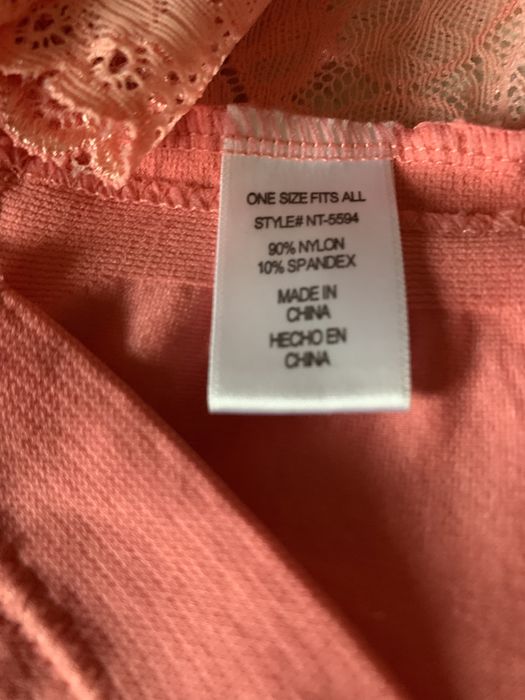 ONE SIZE FITS ALL
STYLE# NT-5594
90% NYLON
10% SPANDEX
MADE IN
CHINA
HECHO EN
CHINA